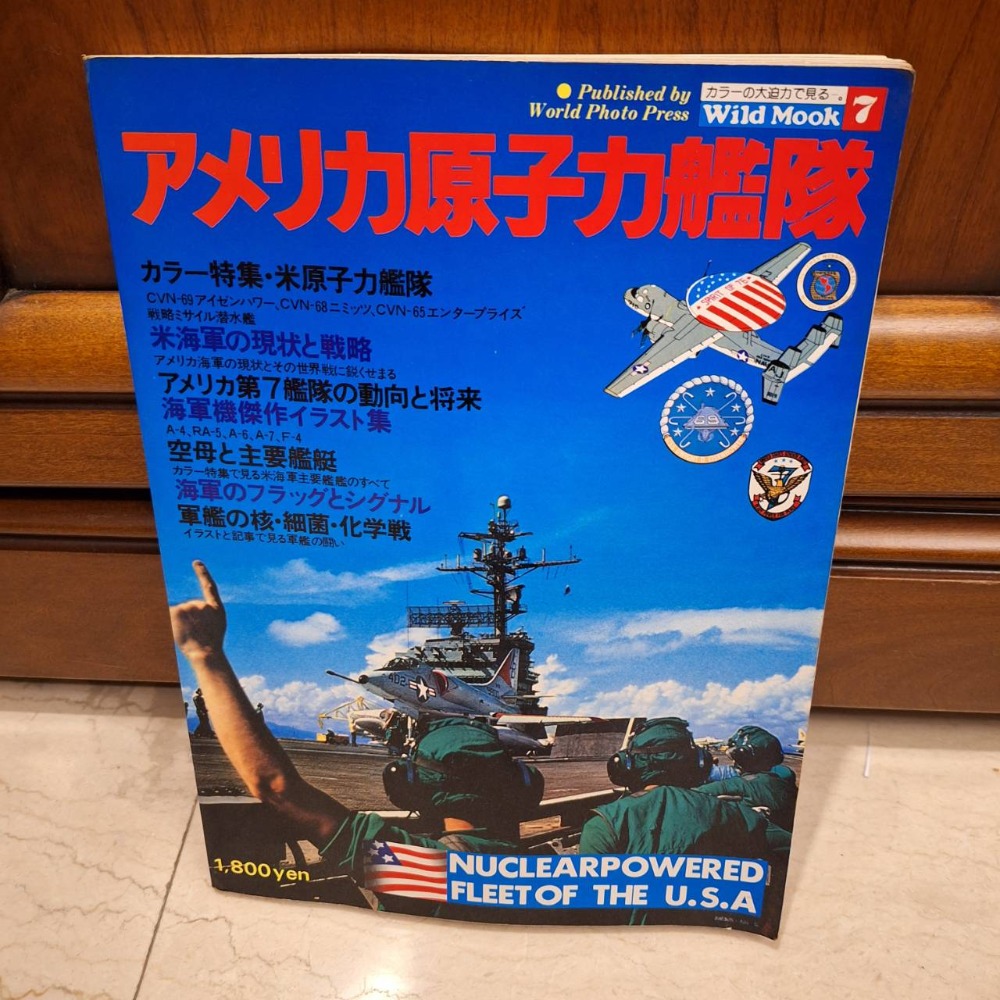 Published by
World Photo Press
カラーの大迫力で見る
Wild Mook 7
アメリカ原子力艦隊
カラー特集・米原子力艦隊
CVN-69アイゼンハワー、CVN-68ニミッツ、CVN-65エンタープライズ
戦略ミサイル潜水艦
米海軍の現状と戦略
アメリカ海軍の現状とその世界戦に鋭くせまる
アメリカ第7艦隊の動向と将来
海軍機傑作イラスト集
A-4、RA-5、A-6、A-7、F-4
空母と主要艦艇
カラー特集で見る米海軍主要艦艦のすべて
海軍のフラッグとシグナル
軍艦の核・細菌・化学戦
イラストと記事で見る軍艦の闘い
SPIRIT OF '76
69
7
402
1,800yen
NUCLEARPOWERED
FLEET OF THE U.S.A